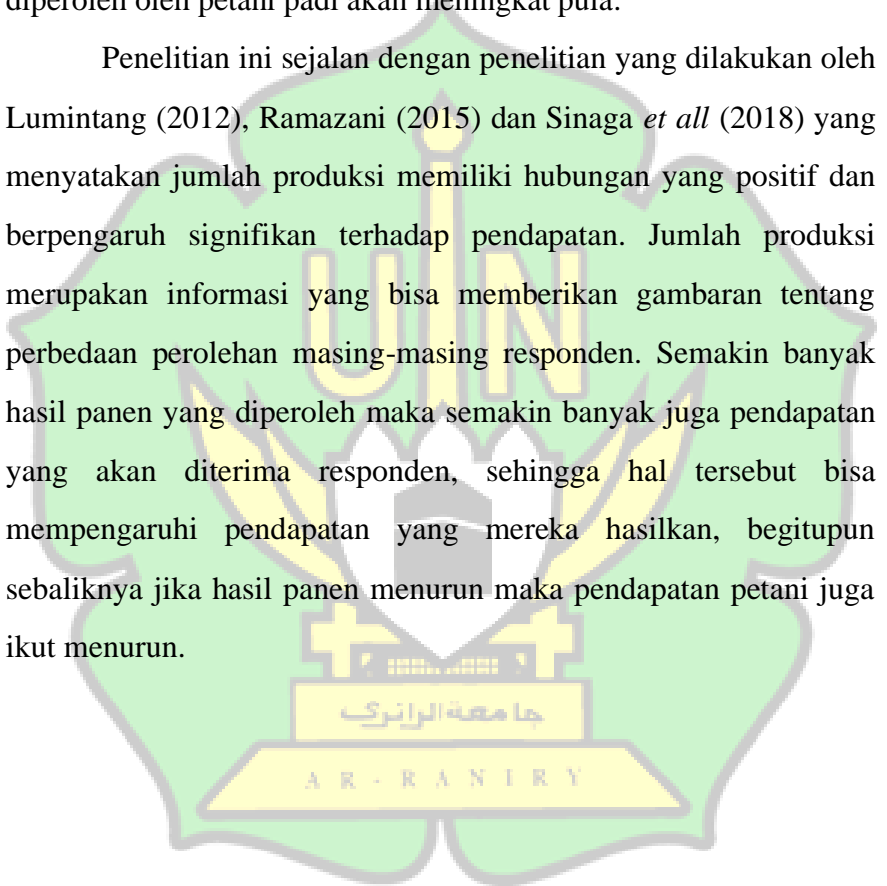 diperoleh oleh petani padi akan meningkat pula.
Penelitian ini sejalan dengan penelitian yang dilakukan oleh
Lumintang (2012), Ramazani (2015) dan Sinaga et all (2018) yang
menyatakan jumlah produksi memiliki hubungan yang positif dan
berpengaruh signifikan terhadap pendapatan. Jumlah produksi
merupakan informasi yang bisa memberikan gambaran tentang
perbedaan perolehan masing-masing responden. Semakin banyak
hasil panen yang diperoleh maka semakin banyak juga pendapatan
yang akan diterima responden, sehingga hal tersebut bisa
mempengaruhi pendapatan yang mereka hasilkan, begitupun
sebaliknya jika hasil panen menurun maka pendapatan petani juga
ikut menurun.
UIN
جامعة الرانري
AR-RANIRY